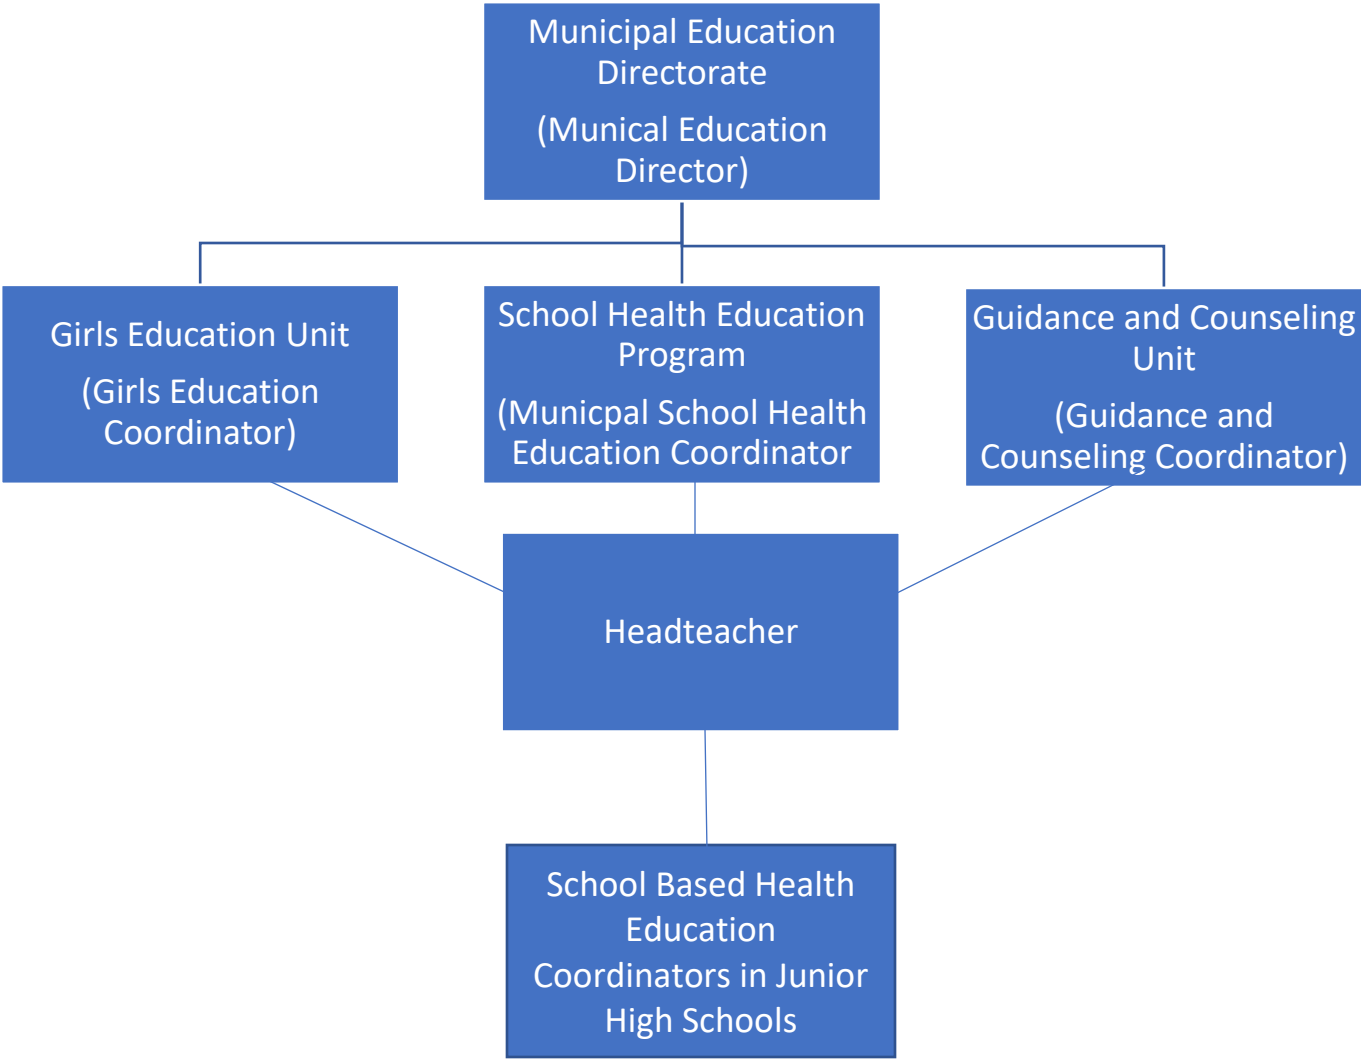 Municipal Education
Directorate
(Munical Education
Director)
Girls Education Unit
(Girls Education
Coordinator)
School Health Education
Program
(Municpal School Health
Education Coordinator
Guidance and Counseling
Unit
(Guidance and
Counseling Coordinator)
Headteacher
School Based Health
Education
Coordinators in Junior
High Schools